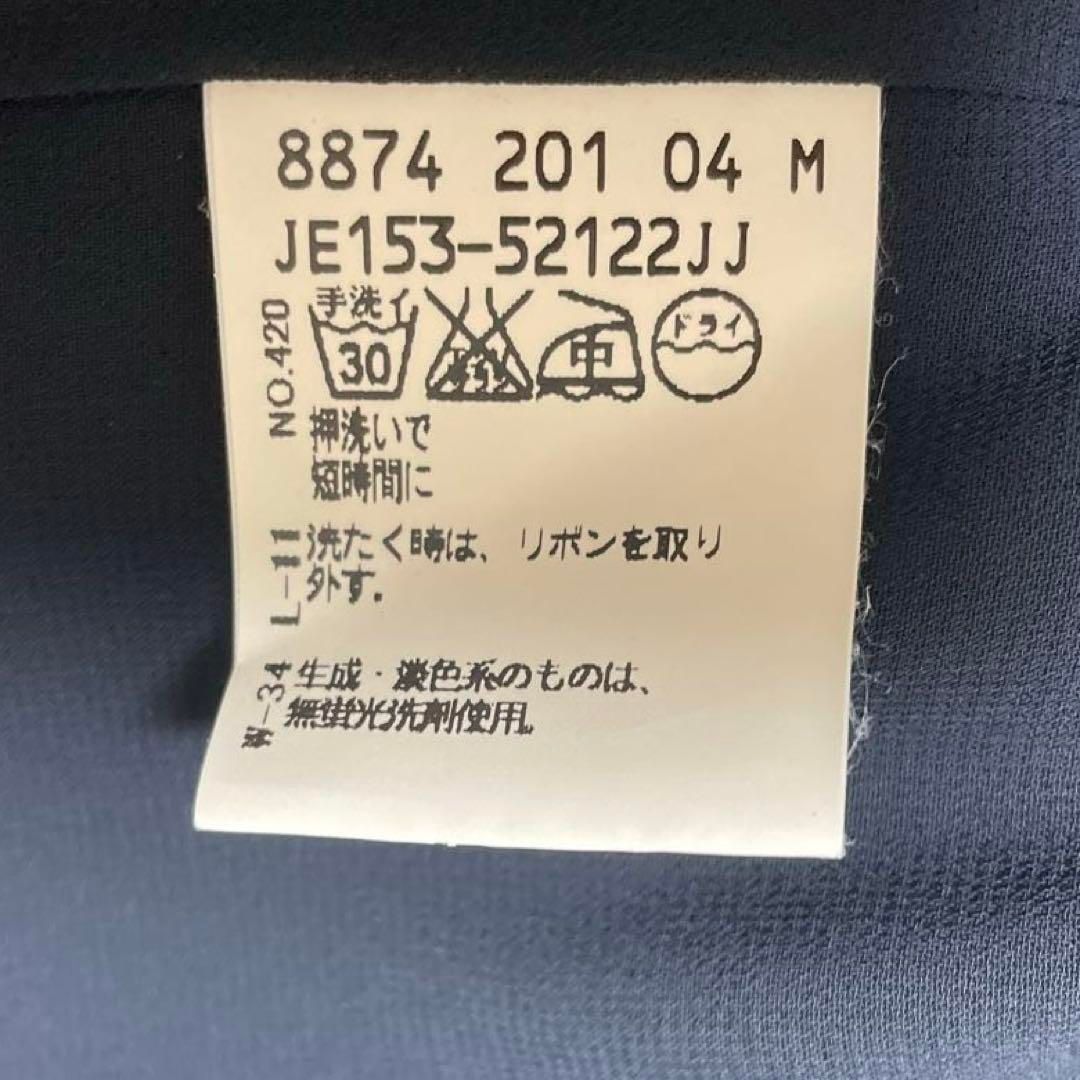 8874 201 04 M
JE153-52122JJ
手洗イ
30
中
ドライ
押洗いで
短時間に
洗たく時は、リボンを取り
外す。
生成・淡色系のものは、
無蛍光洗剤使用。
NO.420
L-11
W-34